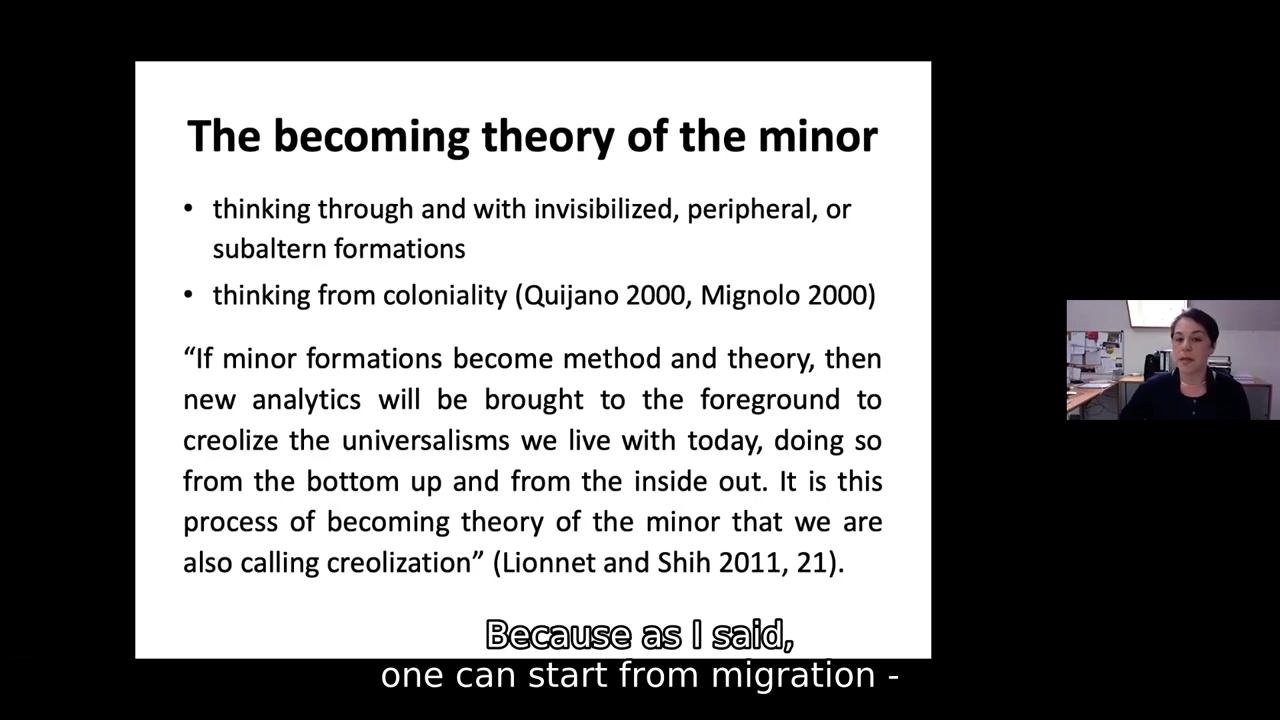 The becoming theory of the minor
• thinking through and with invisibilized, peripheral, or
subaltern formations
• thinking from coloniality (Quijano 2000, Mignolo 2000)
“If minor formations become method and theory, then
new analytics will be brought to the foreground to
creolize the universalisms we live with today, doing so
from the bottom up and from the inside out. It is this
process of becoming theory of the minor that we are
also calling creolization” (Lionnet and Shih 2011, 21).
Because as I said,
one can start from migration -